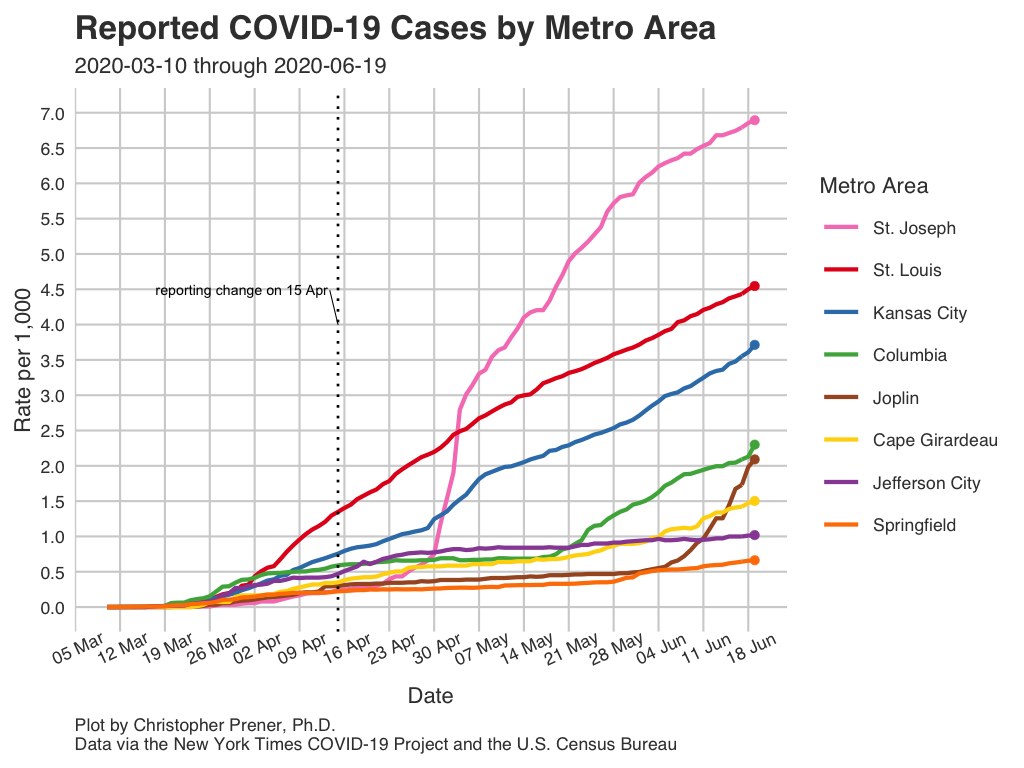 Reported COVID-19 Cases by Metro Area
2020-03-10 through 2020-06-19
Rate per 1,000
7.0
6.5
6.0
5.5
5.0
4.5
4.0
3.5
3.0
2.5
2.0
1.5
1.0
0.5
0.0
reporting change on 15 Apr
05 Mar
12 Mar
19 Mar
26 Mar
02 Apr
09 Apr
16 Apr
23 Apr
30 Apr
07 May
14 May
21 May
28 May
04 Jun
11 Jun
18 Jun
Date
Metro Area
St. Joseph
St. Louis
Kansas City
Columbia
Joplin
Cape Girardeau
Jefferson City
Springfield
Plot by Christopher Prener, Ph.D.
Data via the New York Times COVID-19 Project and the U.S. Census Bureau